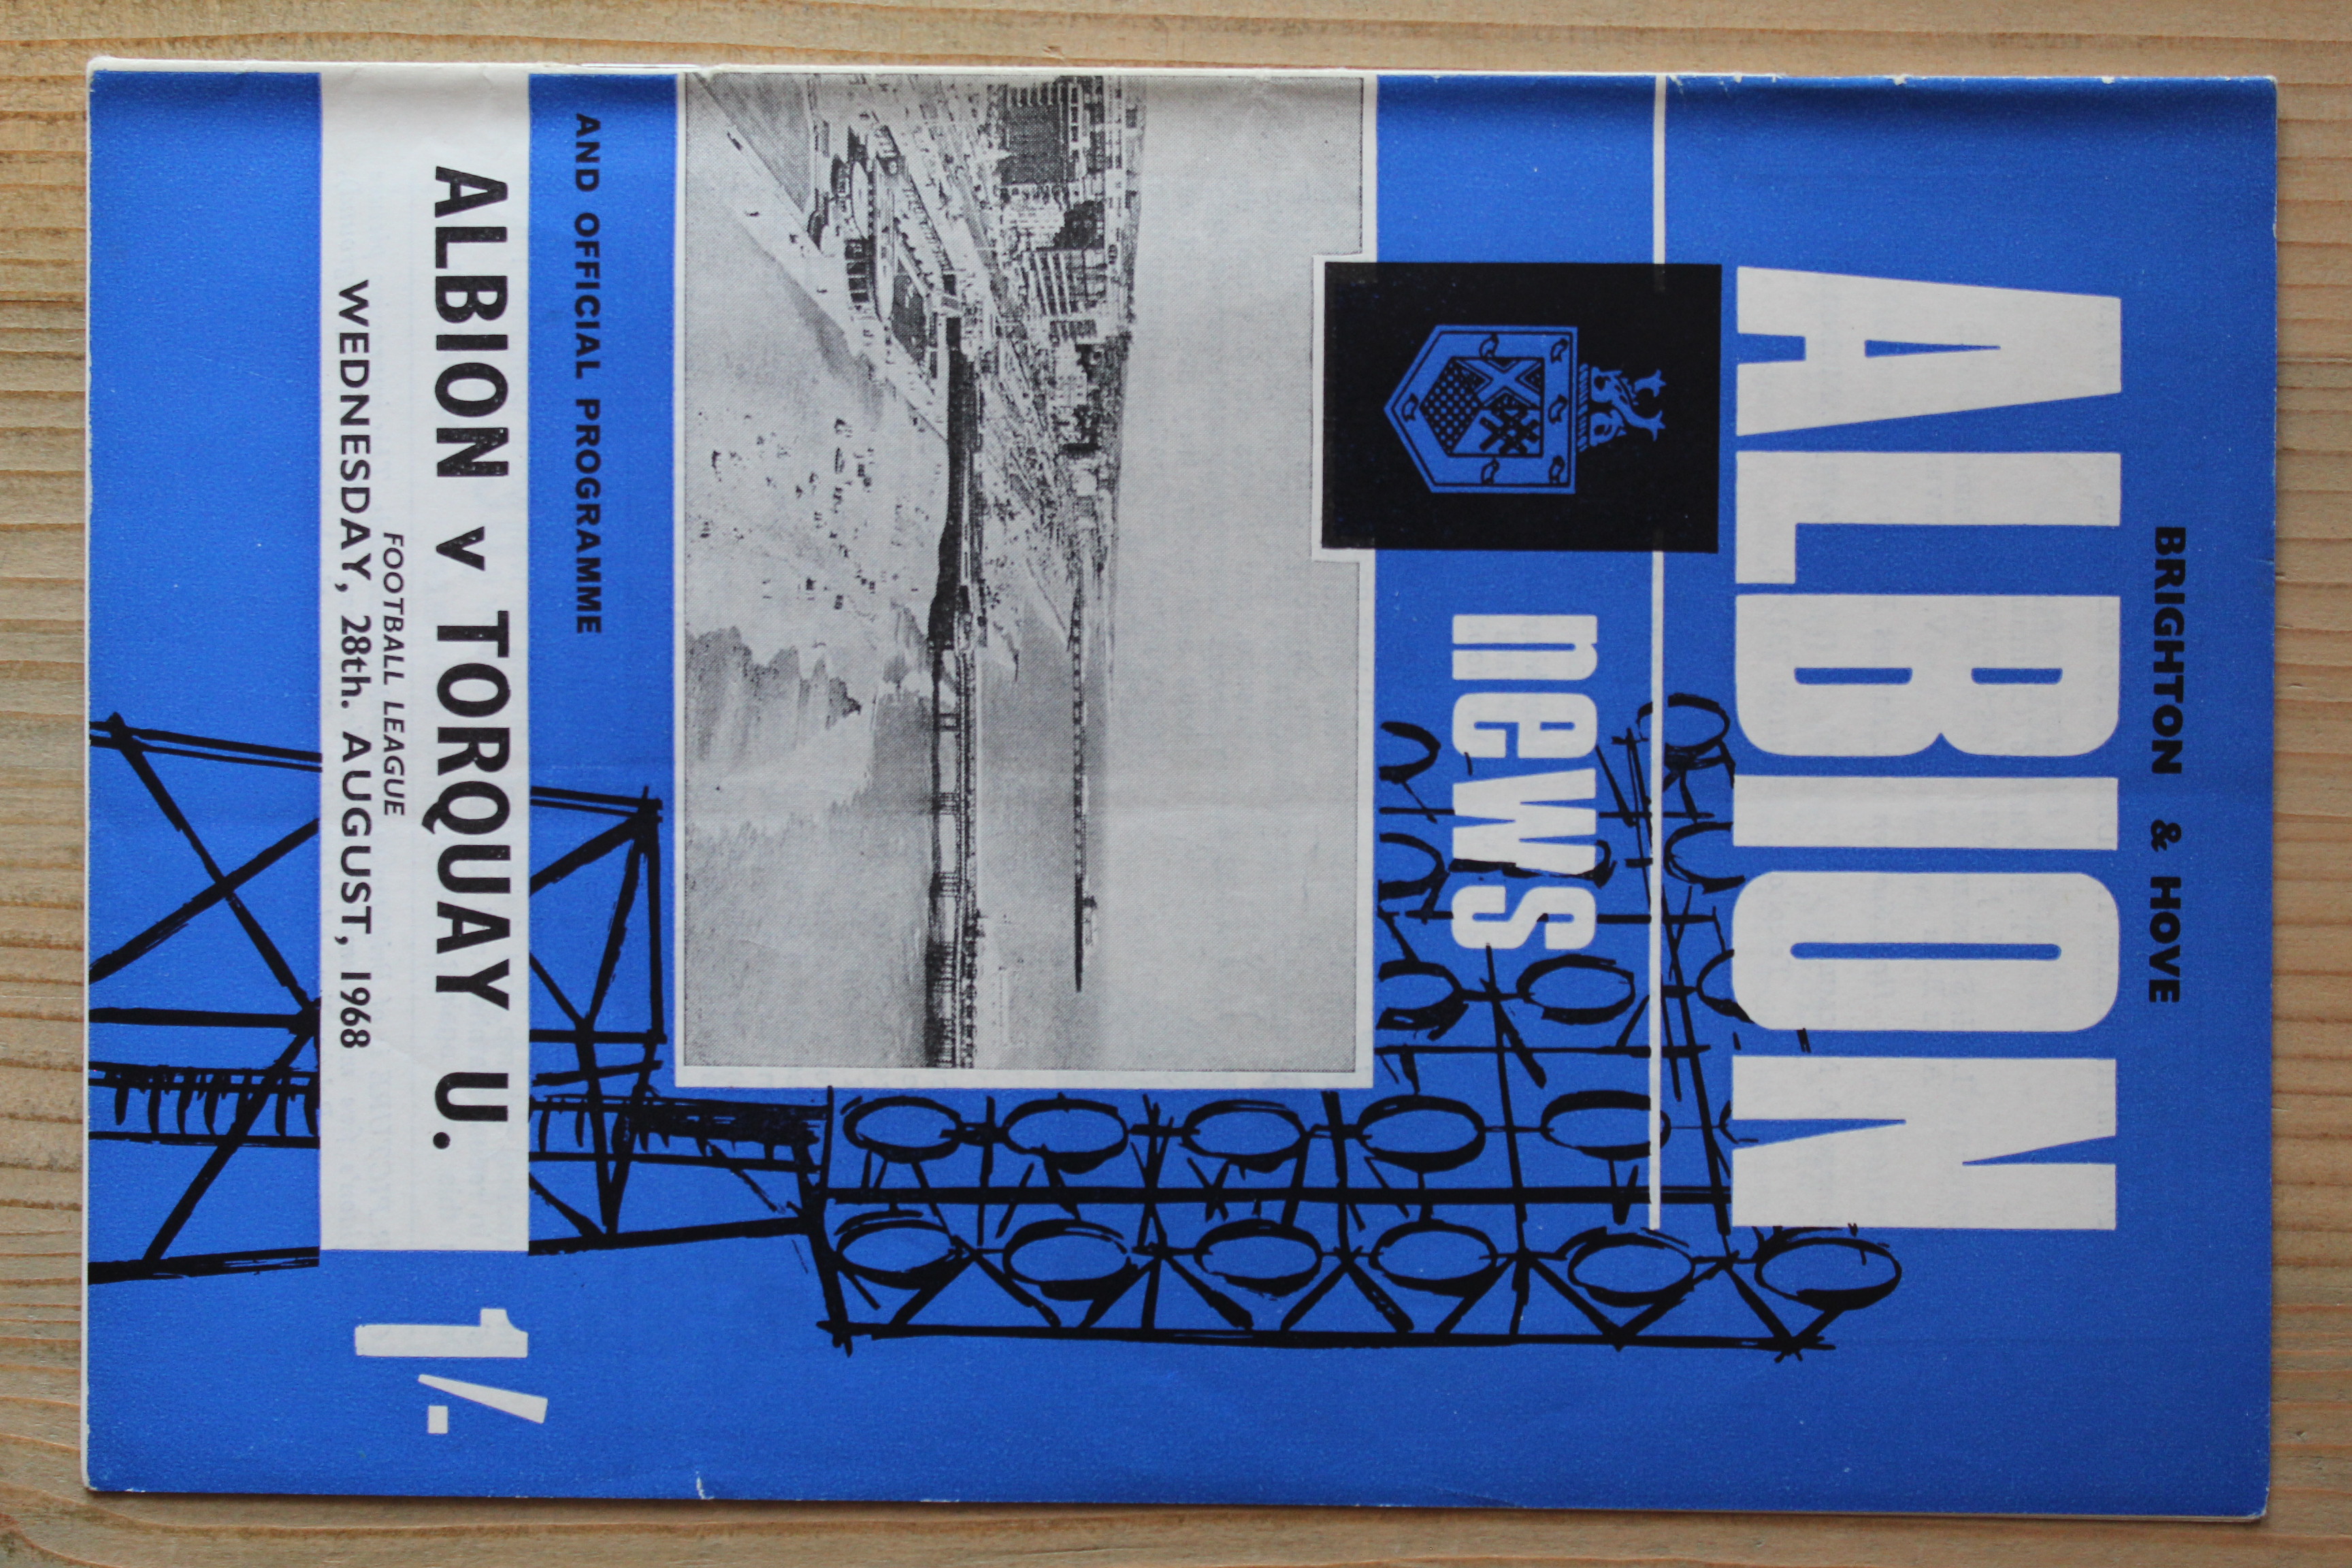 BRIGHTON & HOVE
ALBION
news
AND OFFICIAL PROGRAMME
ALBION v TORQUAY U.
FOOTBALL LEAGUE
WEDNESDAY, 28th. AUGUST, 1968
1/.